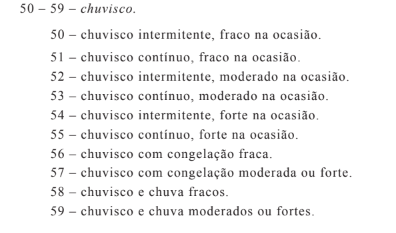 50 – 59 – chuvisco.
50 – chuvisco intermitente, fraco na ocasião.
51 – chuvisco contínuo, fraco na ocasião.
52 – chuvisco intermitente, moderado na ocasião.
53 – chuvisco contínuo, moderado na ocasião.
54 – chuvisco intermitente, forte na ocasião.
55 – chuvisco contínuo, forte na ocasião.
56 – chuvisco com congelação fraca.
57 – chuvisco com congelação moderada ou forte.
58 – chuvisco e chuva fracos.
59 – chuvisco e chuva moderados ou fortes.